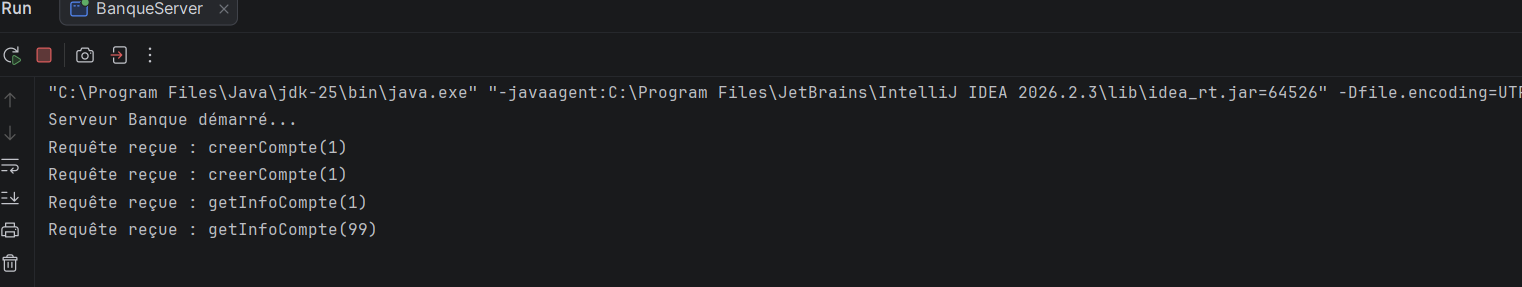 Run BanqueServer
"C:\Program Files\Java\jdk-25\bin\java.exe" "-javaagent:C:\Program Files\JetBrains\IntelliJ IDEA 2026.2.3\lib\idea_rt.jar=64526" -Dfile.encoding=UTF
Serveur Banque démarré...
Requête reçue : creerCompte(1)
Requête reçue : creerCompte(1)
Requête reçue : getInfoCompte(1)
Requête reçue : getInfoCompte(99)